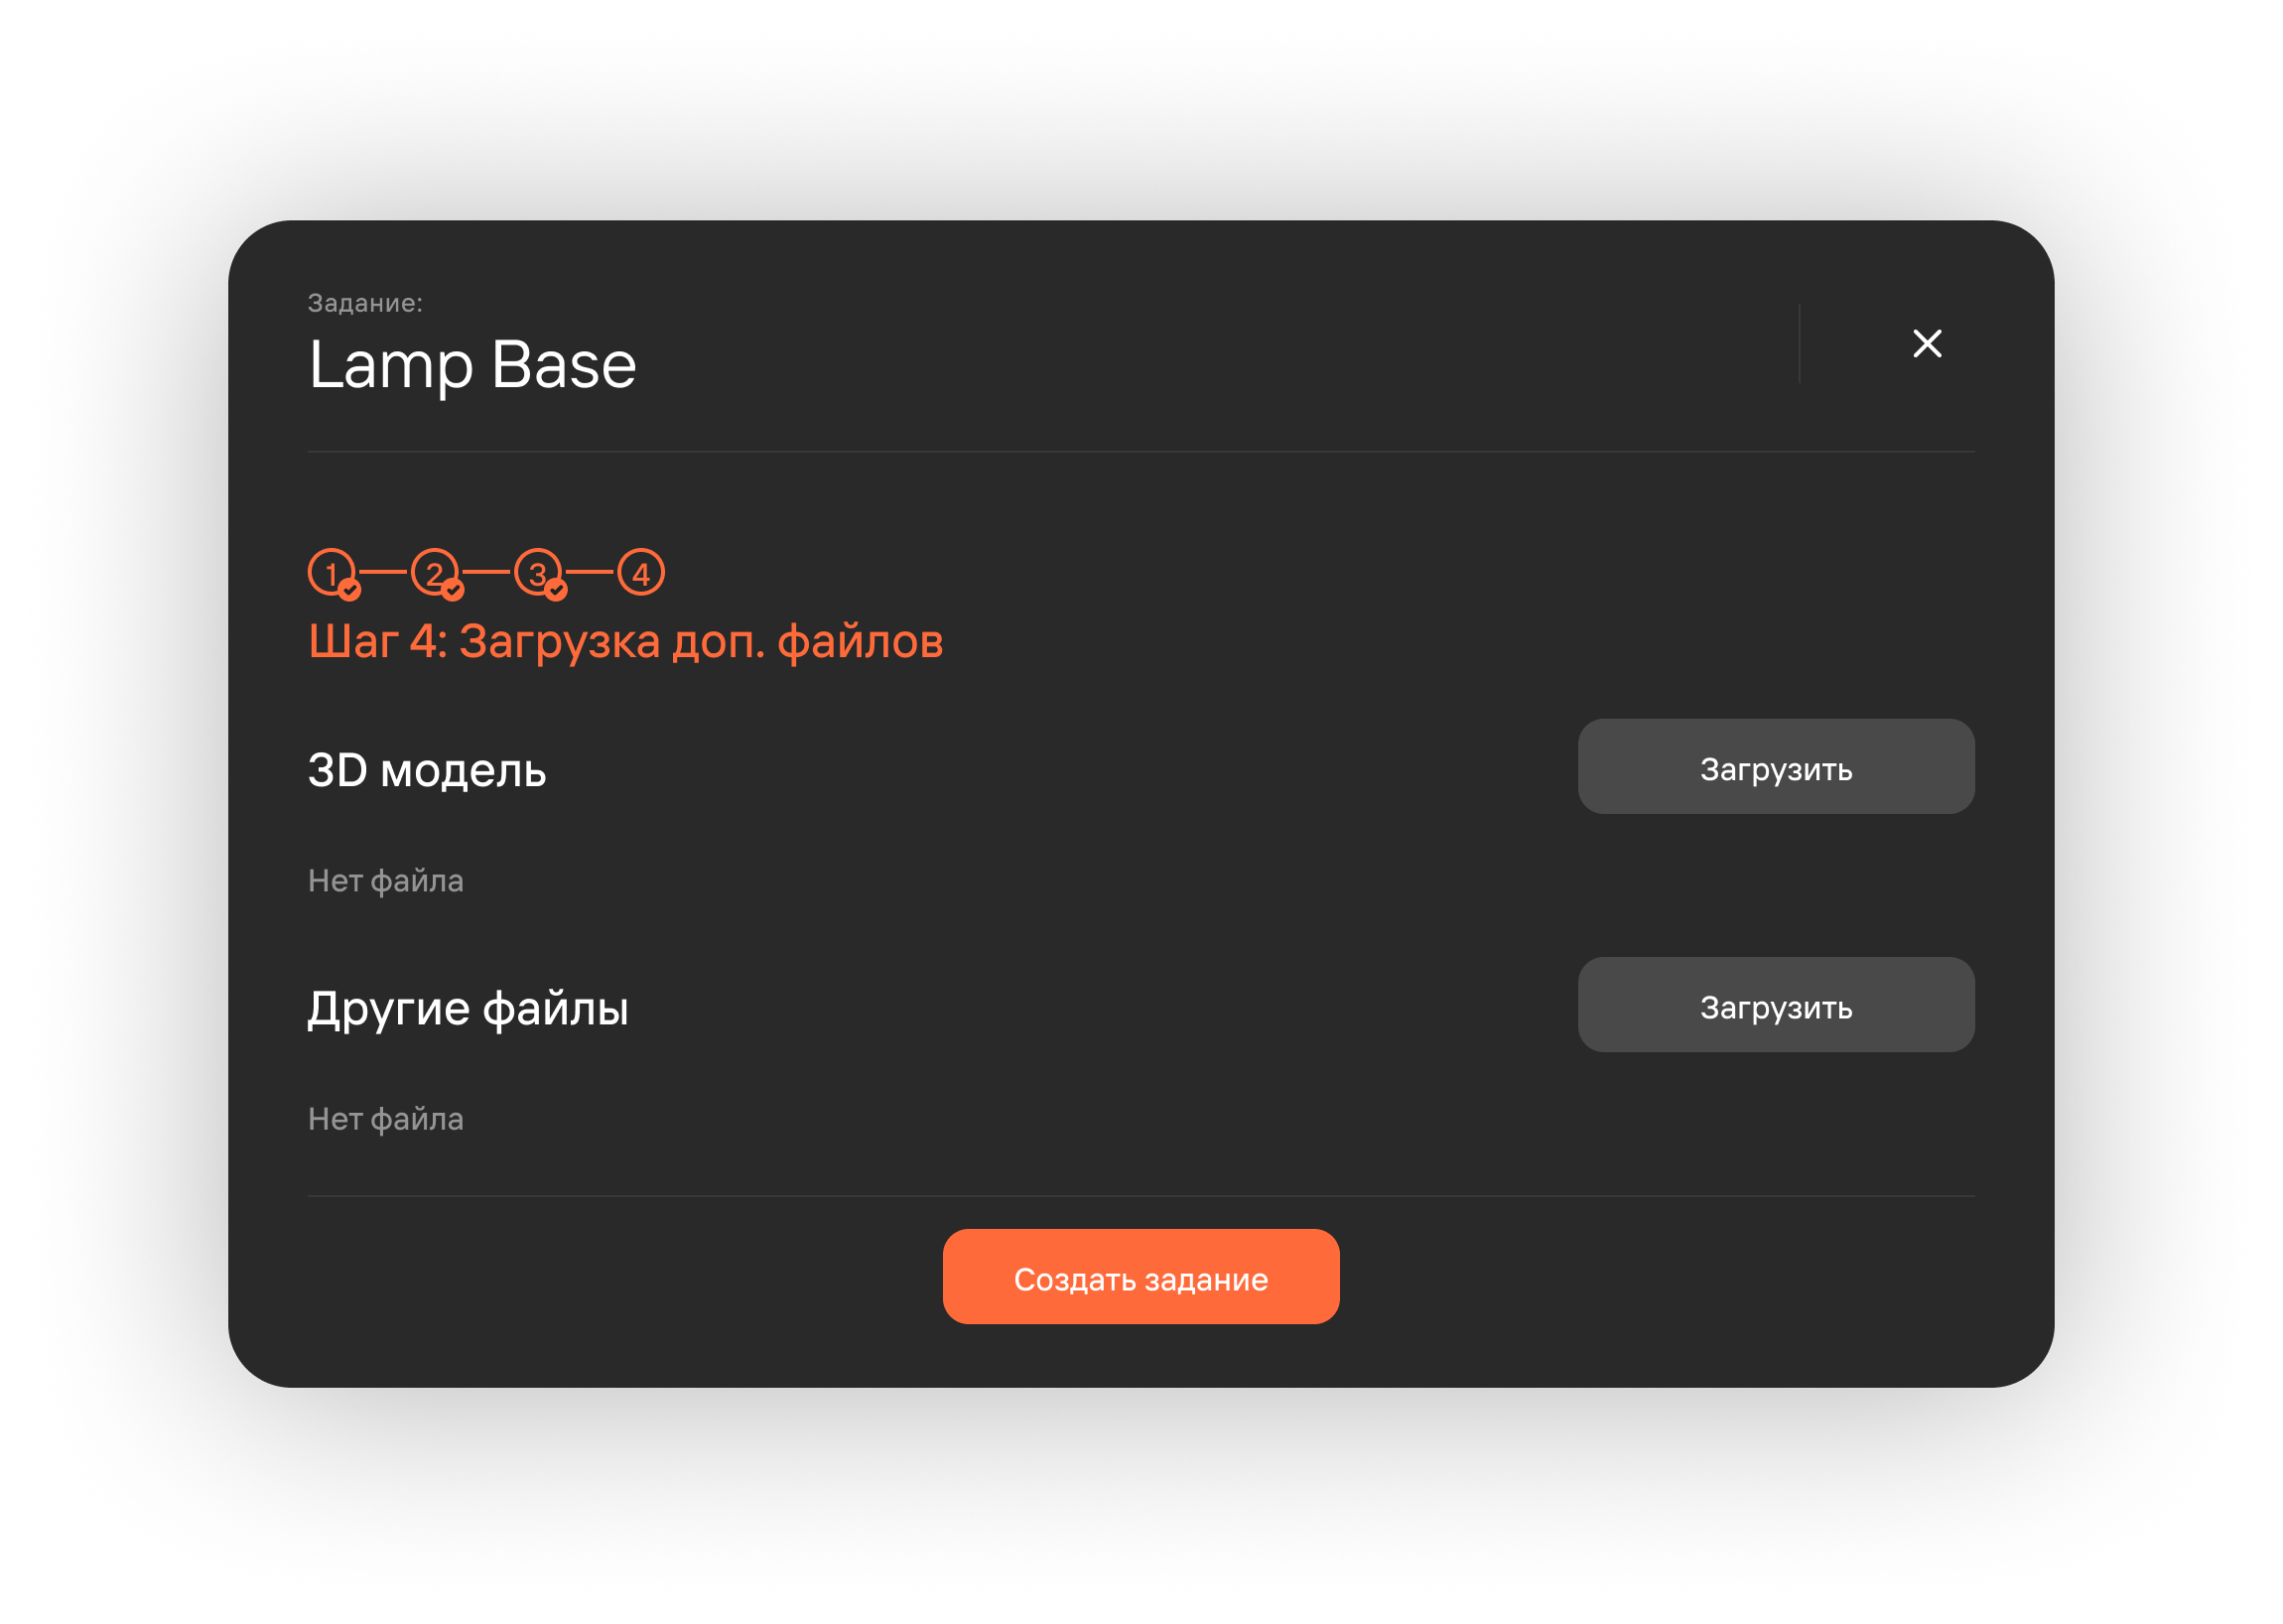 Задание:
Lamp Base
1 2 3 4
Шаг 4: Загрузка доп. файлов
3D модель
Загрузить
Нет файла
Другие файлы
Загрузить
Нет файла
Создать задание